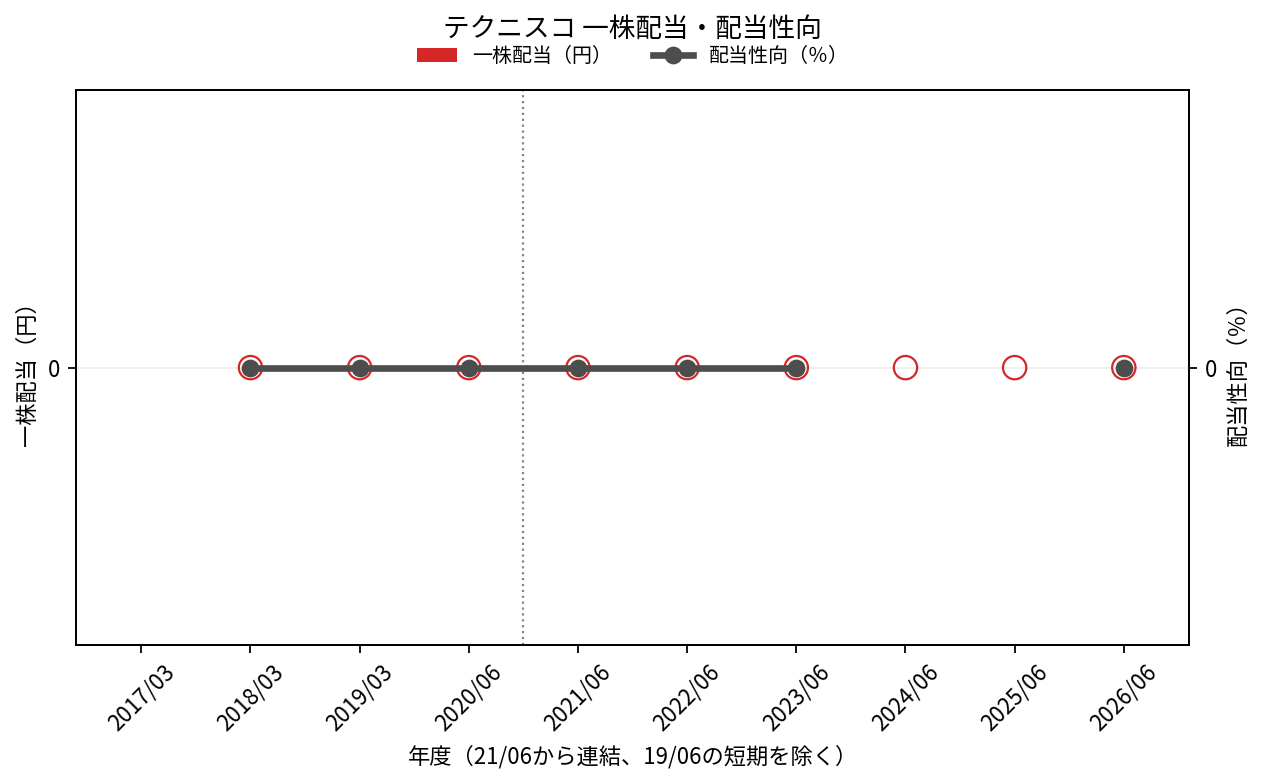 テクニスコ 一株配当・配当性向
一株配当（円） 配当性向（%）
一株配当（円）
0
0
配当性向（%）
2017/03 2018/03 2019/03 2020/06 2021/06 2022/06 2023/06 2024/06 2025/06 2026/06
年度（21/06から連結、19/06の短期を除く）